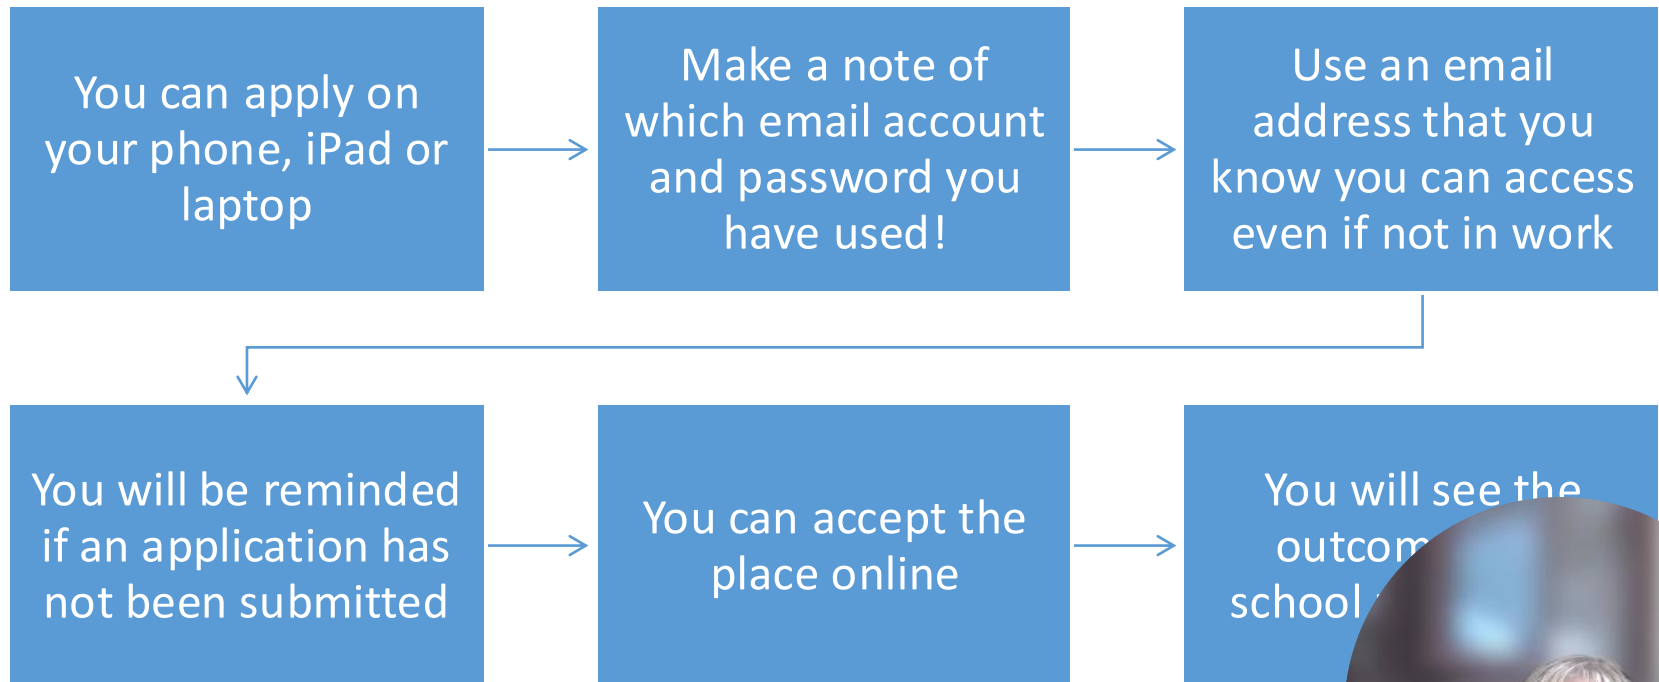 You can apply on
your phone, iPad or
laptop
Make a note of
which email account
and password you
have used!
Use an email
address that you
know you can access
even if not in work
You will be reminded
if an application has
not been submitted
You can accept the
place online
You will see the
school